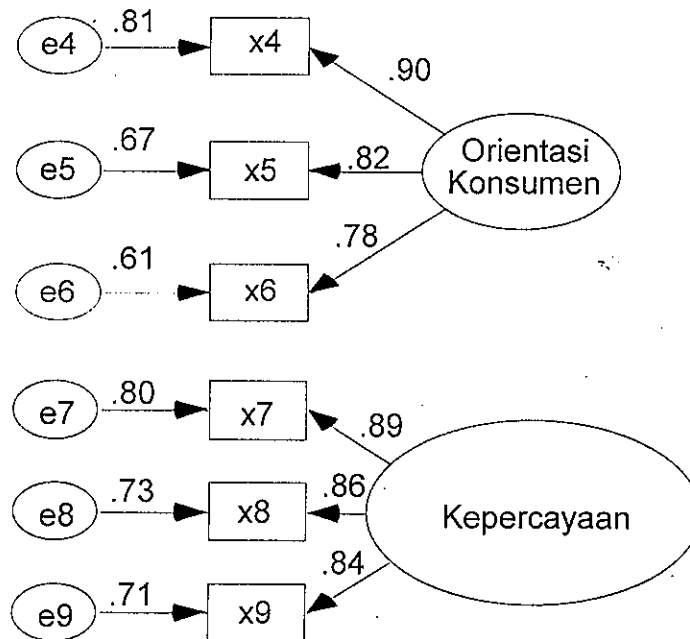 e4 .81 x4
.90
e5 .67 x5 .82 Orientasi
Konsumen
.78
e6 .61 x6
e7 .80 x7
.89
e8 .73 x8 .86 Kepercayaan
.84
e9 .71 x9